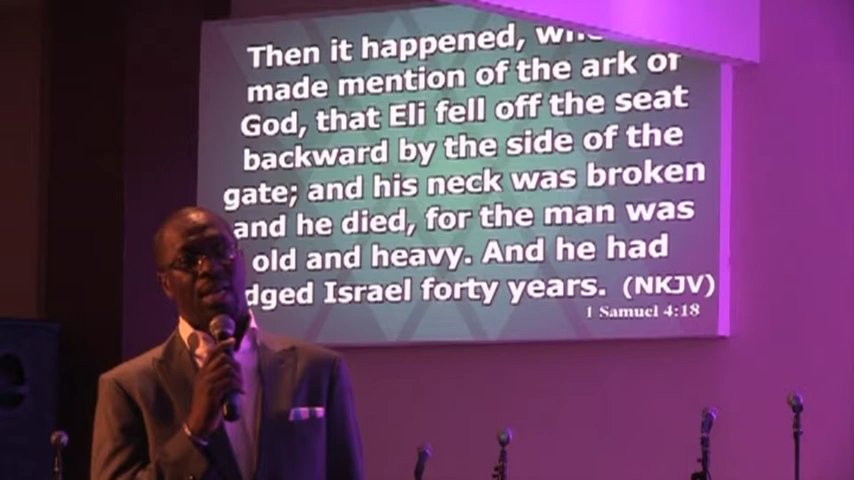 Then it happened,
made mention of the ark of
God, that Eli fell off the seat
backward by the side of the
gate; and his neck was broken
and he died, for the man was
old and heavy. And he had
dged Israel forty years. (NKJV)
1 Samuel 4:18